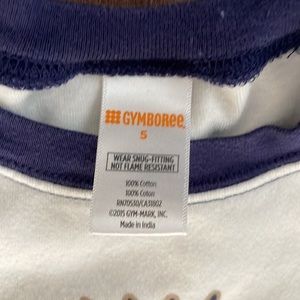 GYMBOREE
5
WEAR SNUG-FITTING
NOT FLAME RESISTANT
100% Cotton
100% Coton
RN70530/CA31802
©2015 GYM-MARK, INC.
Made in India